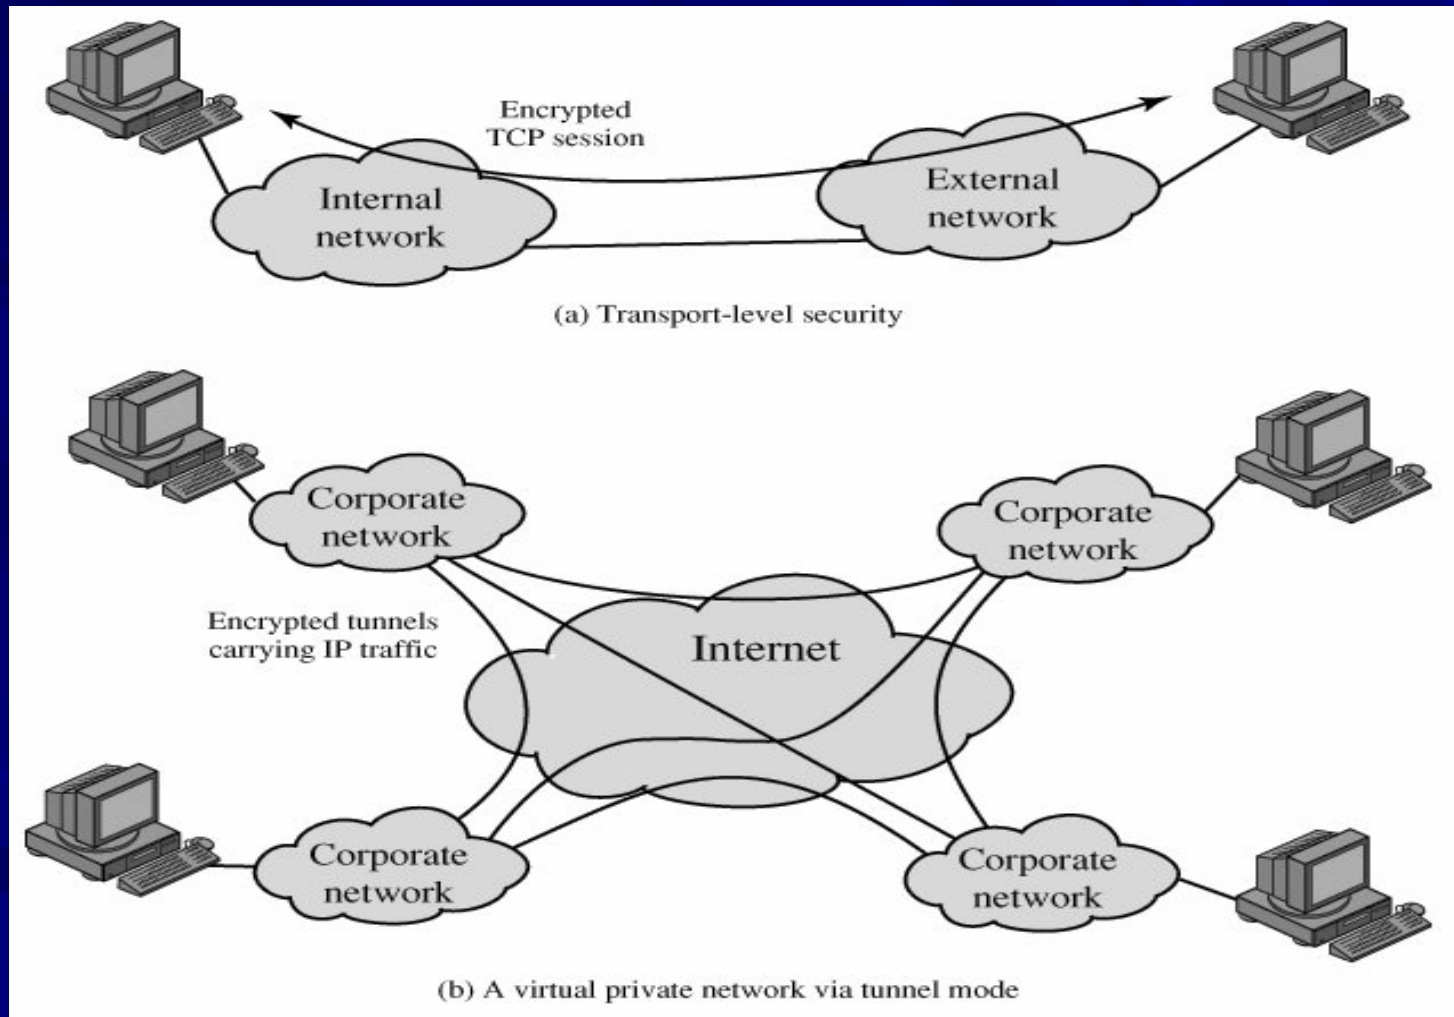 Encrypted
TCP session
Internal
network
External
network
(a) Transport-level security
Corporate
network
Corporate
network
Encrypted tunnels
carrying IP traffic
Internet
Corporate
network
Corporate
network
(b) A virtual private network via tunnel mode